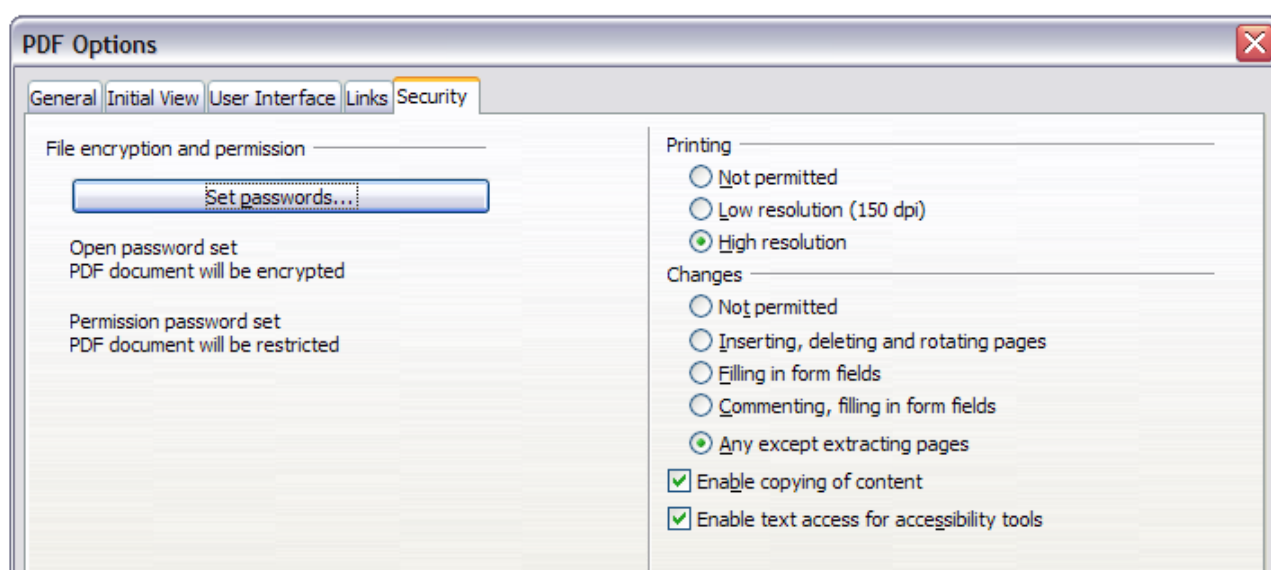 PDF Options
General Initial View User Interface Links Security
File encryption and permission
Set passwords...
Open password set
PDF document will be encrypted
Permission password set
PDF document will be restricted
Printing
Not permitted
Low resolution (150 dpi)
High resolution
Changes
Not permitted
Inserting, deleting and rotating pages
Filling in form fields
Commenting, filling in form fields
Any except extracting pages
Enable copying of content
Enable text access for accessibility tools